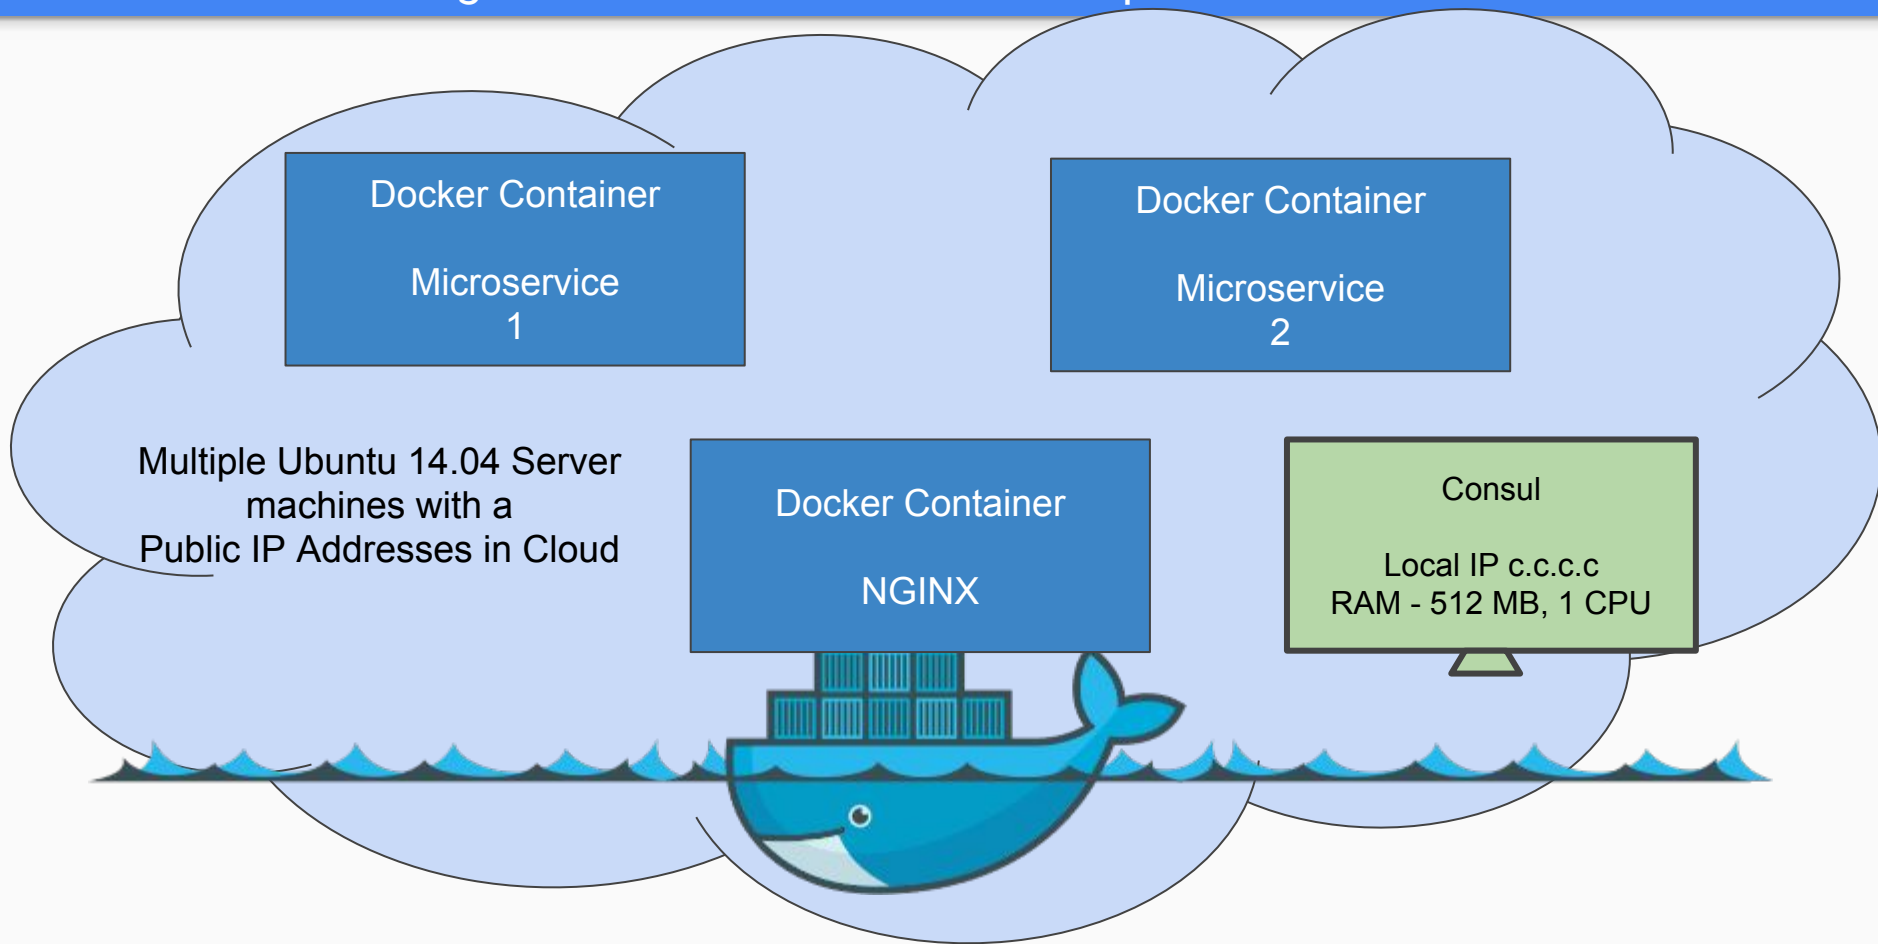 Docker Container
Microservice
1
Docker Container
Microservice
2
Multiple Ubuntu 14.04 Server
machines with a
Public IP Addresses in Cloud
Docker Container
NGINX
Consul
Local IP c.c.c.c
RAM - 512 MB, 1 CPU